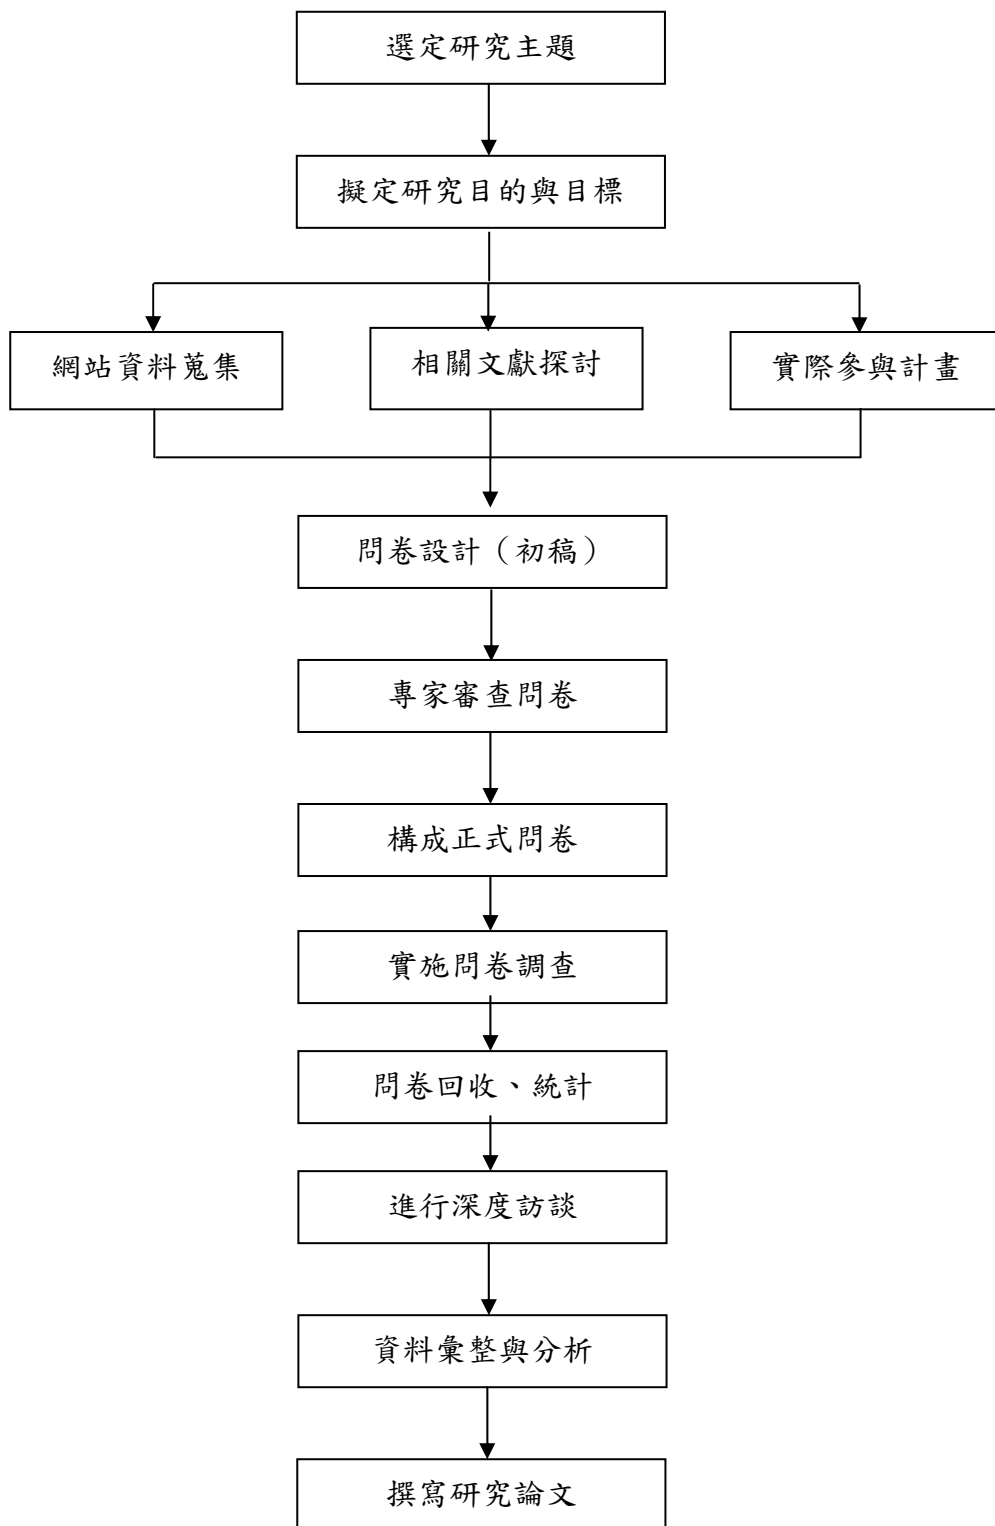 選定研究主題
擬定研究目的與目標
網站資料蒐集
相關文獻探討
實際參與計畫
問卷設計（初稿）
專家審查問卷
構成正式問卷
實施問卷調查
問卷回收、統計
進行深度訪談
資料彙整與分析
撰寫研究論文